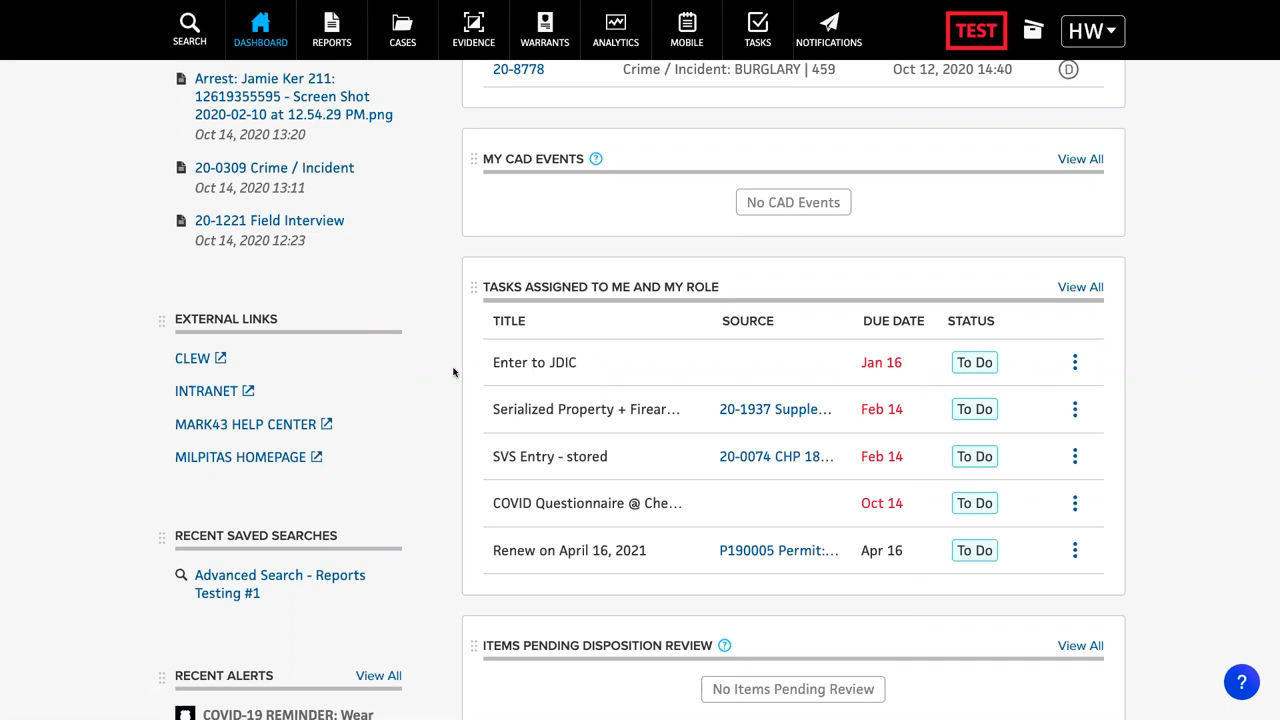 SEARCH
DASHBOARD
REPORTS
CASES
EVIDENCE
WARRANTS
ANALYTICS
MOBILE
TASKS
NOTIFICATIONS
TEST
HW
Arrest: Jamie Ker 211:
12619355595 - Screen Shot
2020-02-10 at 12.54.29 PM.png
Oct 14, 2020 13:20
20-0309 Crime / Incident
Oct 14, 2020 13:11
20-1221 Field Interview
Oct 14, 2020 12:23
EXTERNAL LINKS
CLEW
INTRANET
MARK43 HELP CENTER
MILPITAS HOMEPAGE
RECENT SAVED SEARCHES
Advanced Search - Reports
Testing #1
RECENT ALERTS View All
COVID-19 REMINDER: Wear
20-8778 Crime / Incident: BURGLARY | 459 Oct 12, 2020 14:40 D
MY CAD EVENTS ? View All
No CAD Events
TASKS ASSIGNED TO ME AND MY ROLE View All
TITLE SOURCE DUE DATE STATUS
Enter to JDIC Jan 16 To Do
Serialized Property + Firear... 20-1937 Supple... Feb 14 To Do
SVS Entry - stored 20-0074 CHP 18... Feb 14 To Do
COVID Questionnaire @ Che... Oct 14 To Do
Renew on April 16, 2021 P190005 Permit:... Apr 16 To Do
ITEMS PENDING DISPOSITION REVIEW ? View All
No Items Pending Review
?